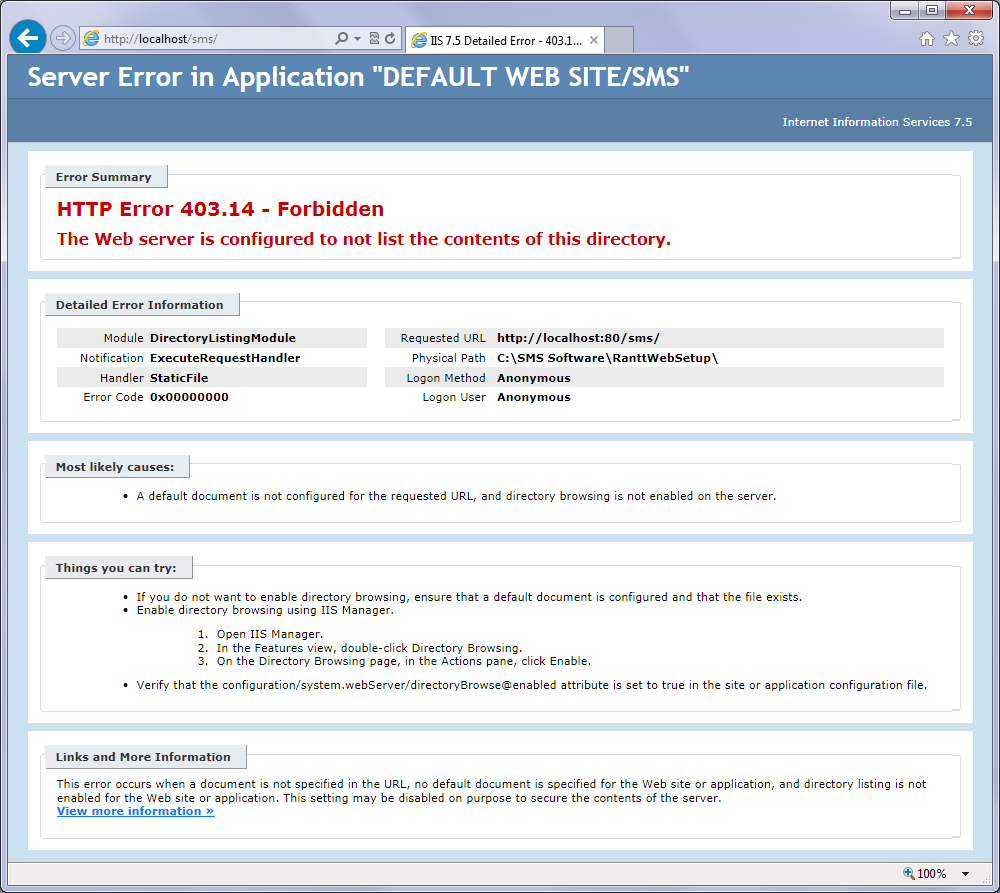 http://localhost/sms/
IIS 7.5 Detailed Error - 403.1...
Server Error in Application "DEFAULT WEB SITE/SMS"
Internet Information Services 7.5
Error Summary
HTTP Error 403.14 - Forbidden
The Web server is configured to not list the contents of this directory.
Detailed Error Information
Module DirectoryListingModule
Notification ExecuteRequestHandler
Handler StaticFile
Error Code 0x00000000
Requested URL http://localhost:80/sms/
Physical Path C:\SMS Software\RanttWebSetup\
Logon Method Anonymous
Logon User Anonymous
Most likely causes:
• A default document is not configured for the requested URL, and directory browsing is not enabled on the server.
Things you can try:
• If you do not want to enable directory browsing, ensure that a default document is configured and that the file exists.
• Enable directory browsing using IIS Manager.
1. Open IIS Manager.
2. In the Features view, double-click Directory Browsing.
3. On the Directory Browsing page, in the Actions pane, click Enable.
• Verify that the configuration/system.webServer/directoryBrowse@enabled attribute is set to true in the site or application configuration file.
Links and More Information
This error occurs when a document is not specified in the URL, no default document is specified for the Web site or application, and directory listing is not
enabled for the Web site or application. This setting may be disabled on purpose to secure the contents of the server.
View more information »
100%